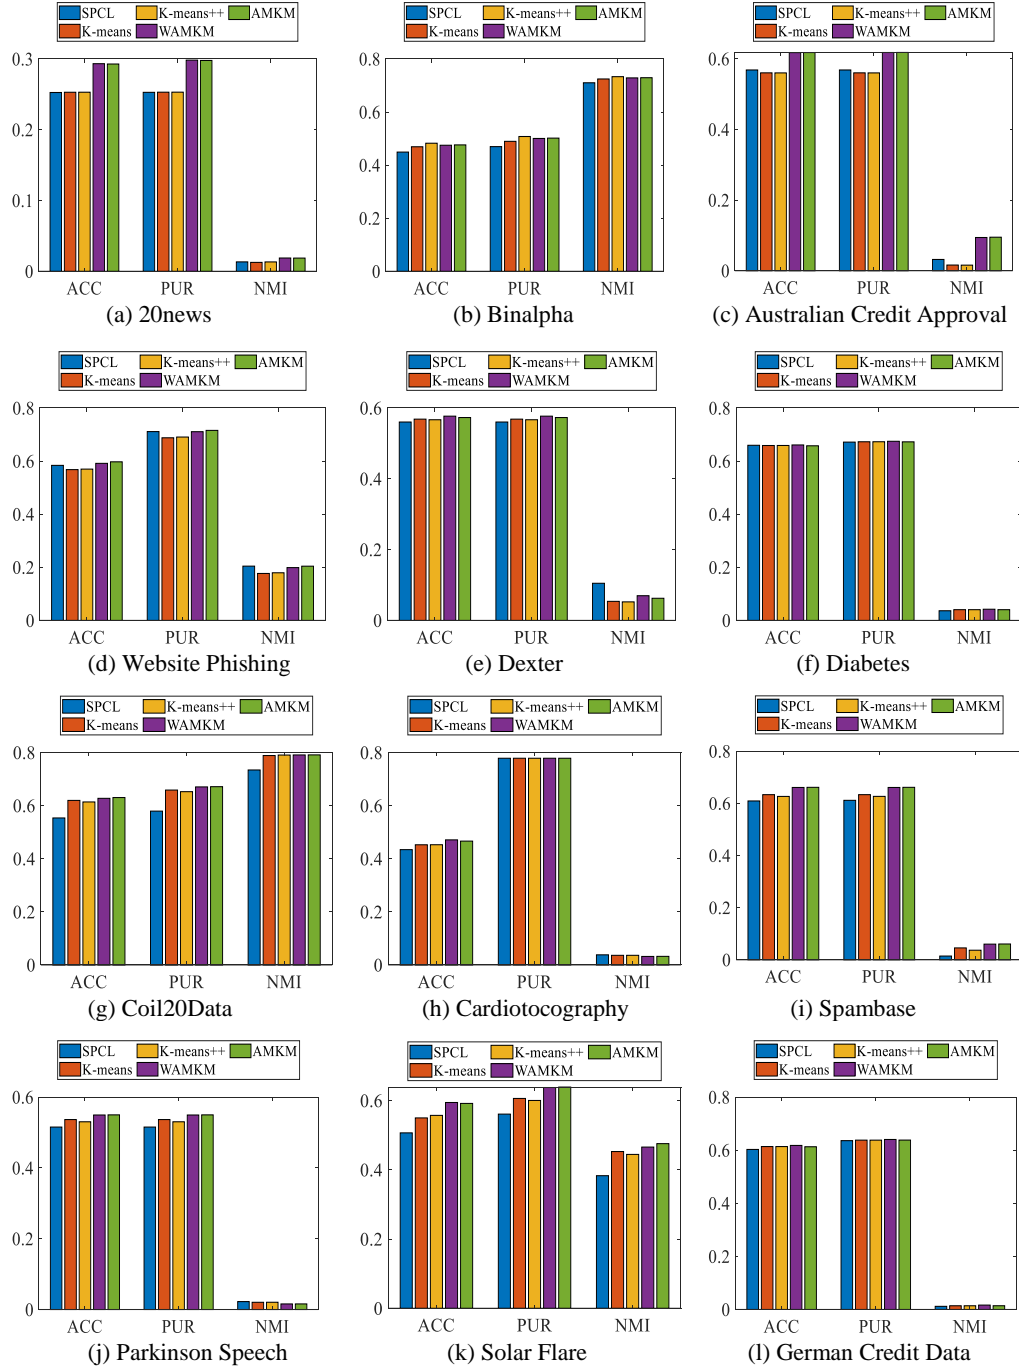 SPCL K-means++ AMKM
K-means WAMKM
SPCL K-means++ AMKM
K-means WAMKM
SPCL K-means++ AMKM
K-means WAMKM
0.3
0.2
0.1
0
ACC PUR NMI
(a) 20news
0.8
0.6
0.4
0.2
0
ACC PUR NMI
(b) Binalpha
0.6
0.4
0.2
0
ACC PUR NMI
(c) Australian Credit Approval
SPCL K-means++ AMKM
K-means WAMKM
SPCL K-means++ AMKM
K-means WAMKM
SPCL K-means++ AMKM
K-means WAMKM
0.8
0.6
0.4
0.2
0
ACC PUR NMI
(d) Website Phishing
0.6
0.4
0.2
0
ACC PUR NMI
(e) Dexter
0.8
0.6
0.4
0.2
0
ACC PUR NMI
(f) Diabetes
SPCL K-means++ AMKM
K-means WAMKM
SPCL K-means++ AMKM
K-means WAMKM
SPCL K-means++ AMKM
K-means WAMKM
0.8
0.6
0.4
0.2
0
ACC PUR NMI
(g) Coil20Data
0.8
0.6
0.4
0.2
0
ACC PUR NMI
(h) Cardiotocography
0.8
0.6
0.4
0.2
0
ACC PUR NMI
(i) Spambase
SPCL K-means++ AMKM
K-means WAMKM
SPCL K-means++ AMKM
K-means WAMKM
SPCL K-means++ AMKM
K-means WAMKM
0.6
0.4
0.2
0
ACC PUR NMI
(j) Parkinson Speech
0.6
0.4
0.2
0
ACC PUR NMI
(k) Solar Flare
0.8
0.6
0.4
0.2
0
ACC PUR NMI
(l) German Credit Data